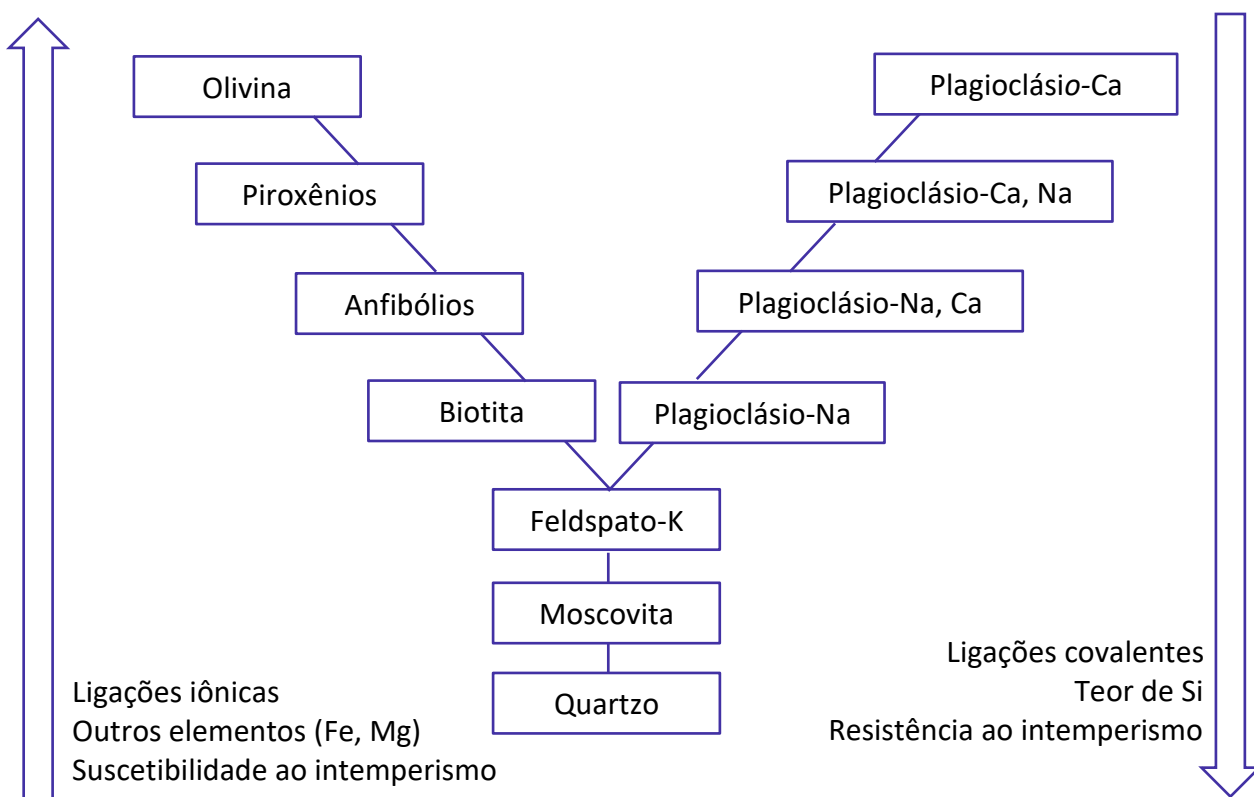 Olivina
Plagioclásio-Ca
Piroxênios
Plagioclásio-Ca, Na
Anfibólios
Plagioclásio-Na, Ca
Biotita
Plagioclásio-Na
Feldspato-K
Moscovita
Quartzo
Ligações iônicas
Outros elementos (Fe, Mg)
Suscetibilidade ao intemperismo
Ligações covalentes
Teor de Si
Resistência ao intemperismo